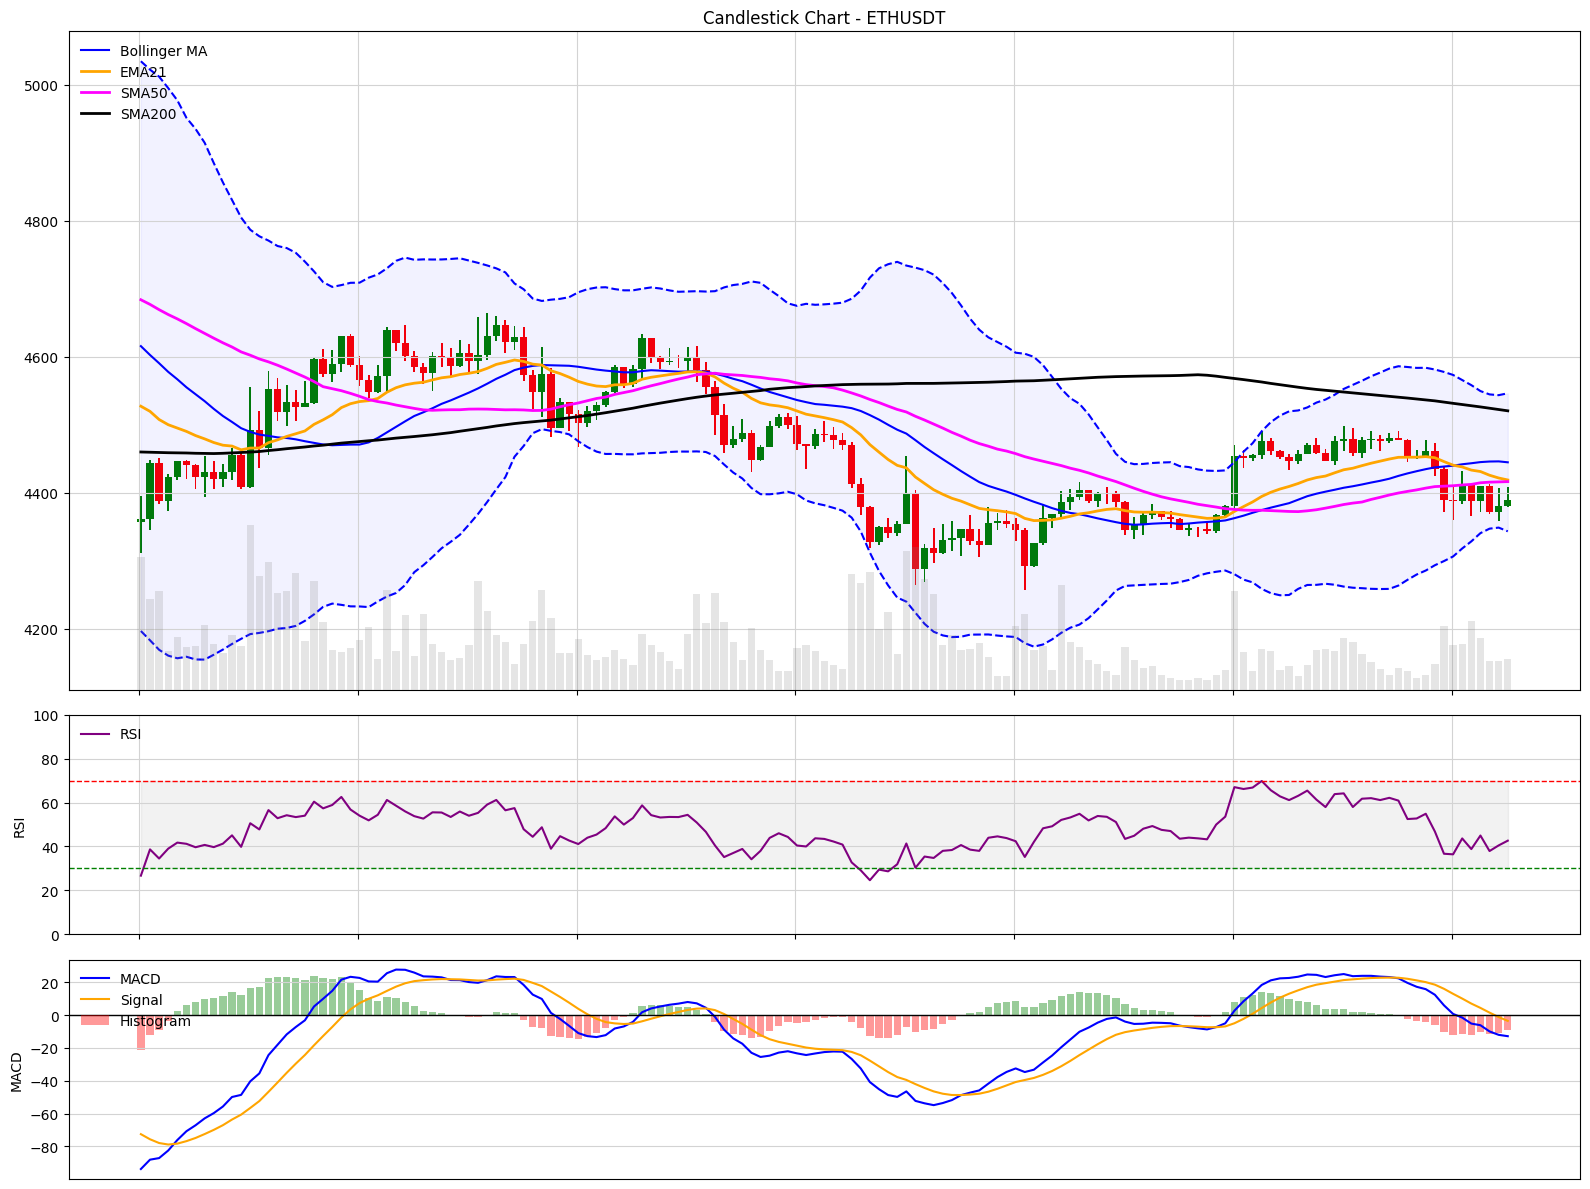 Candlestick Chart - ETHUSDT
Bollinger MA
EMA21
SMA50
SMA200
5000
4800
4600
4400
4200
RSI
100
80
60
40
20
0
RSI
MACD
Signal
Histogram
20
0
−20
−40
−60
−80
MACD